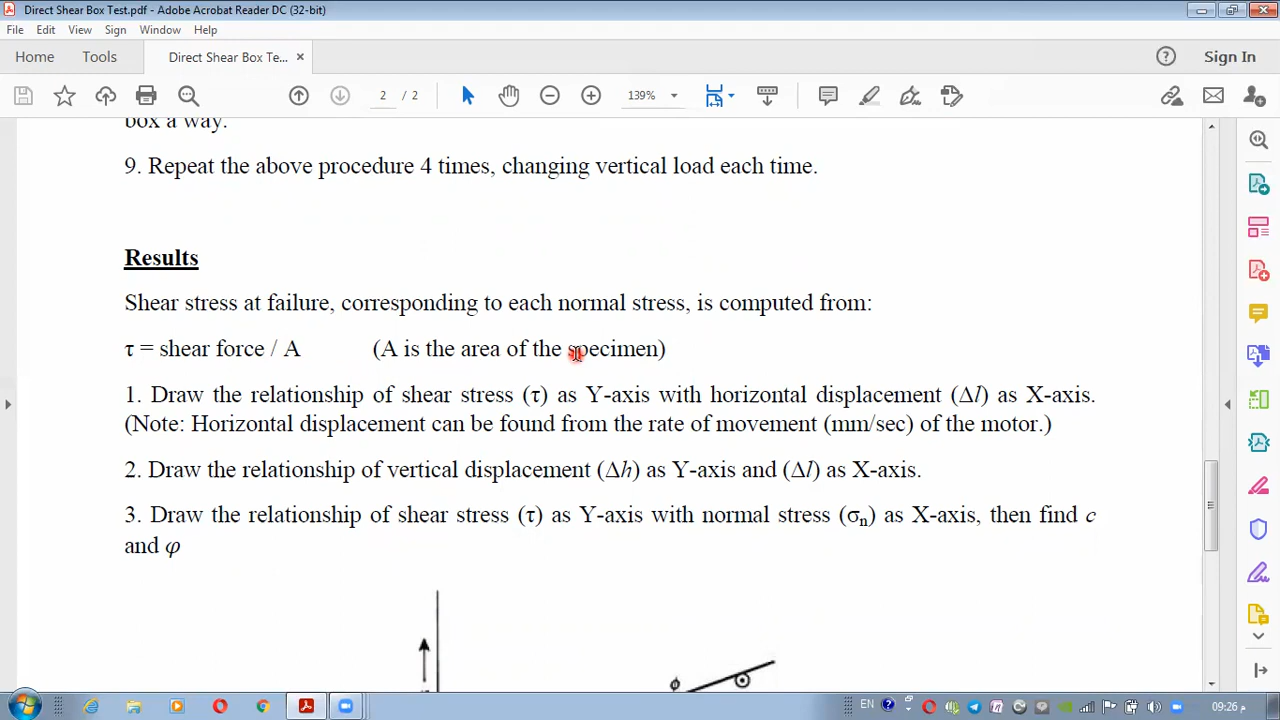 Direct Shear Box Test.pdf - Adobe Acrobat Reader DC (32-bit)
File Edit View Sign Window Help
Home Tools Direct Shear Box Te... × Sign In
2 / 2 139%
box a way.
9. Repeat the above procedure 4 times, changing vertical load each time.
Results
Shear stress at failure, corresponding to each normal stress, is computed from:
τ = shear force / A (A is the area of the specimen)
1. Draw the relationship of shear stress (τ) as Y-axis with horizontal displacement (Δl) as X-axis.
(Note: Horizontal displacement can be found from the rate of movement (mm/sec) of the motor.)
2. Draw the relationship of vertical displacement (Δh) as Y-axis and (Δl) as X-axis.
3. Draw the relationship of shear stress (τ) as Y-axis with normal stress (σn) as X-axis, then find c
and φ
ϕ
EN 09:26 م